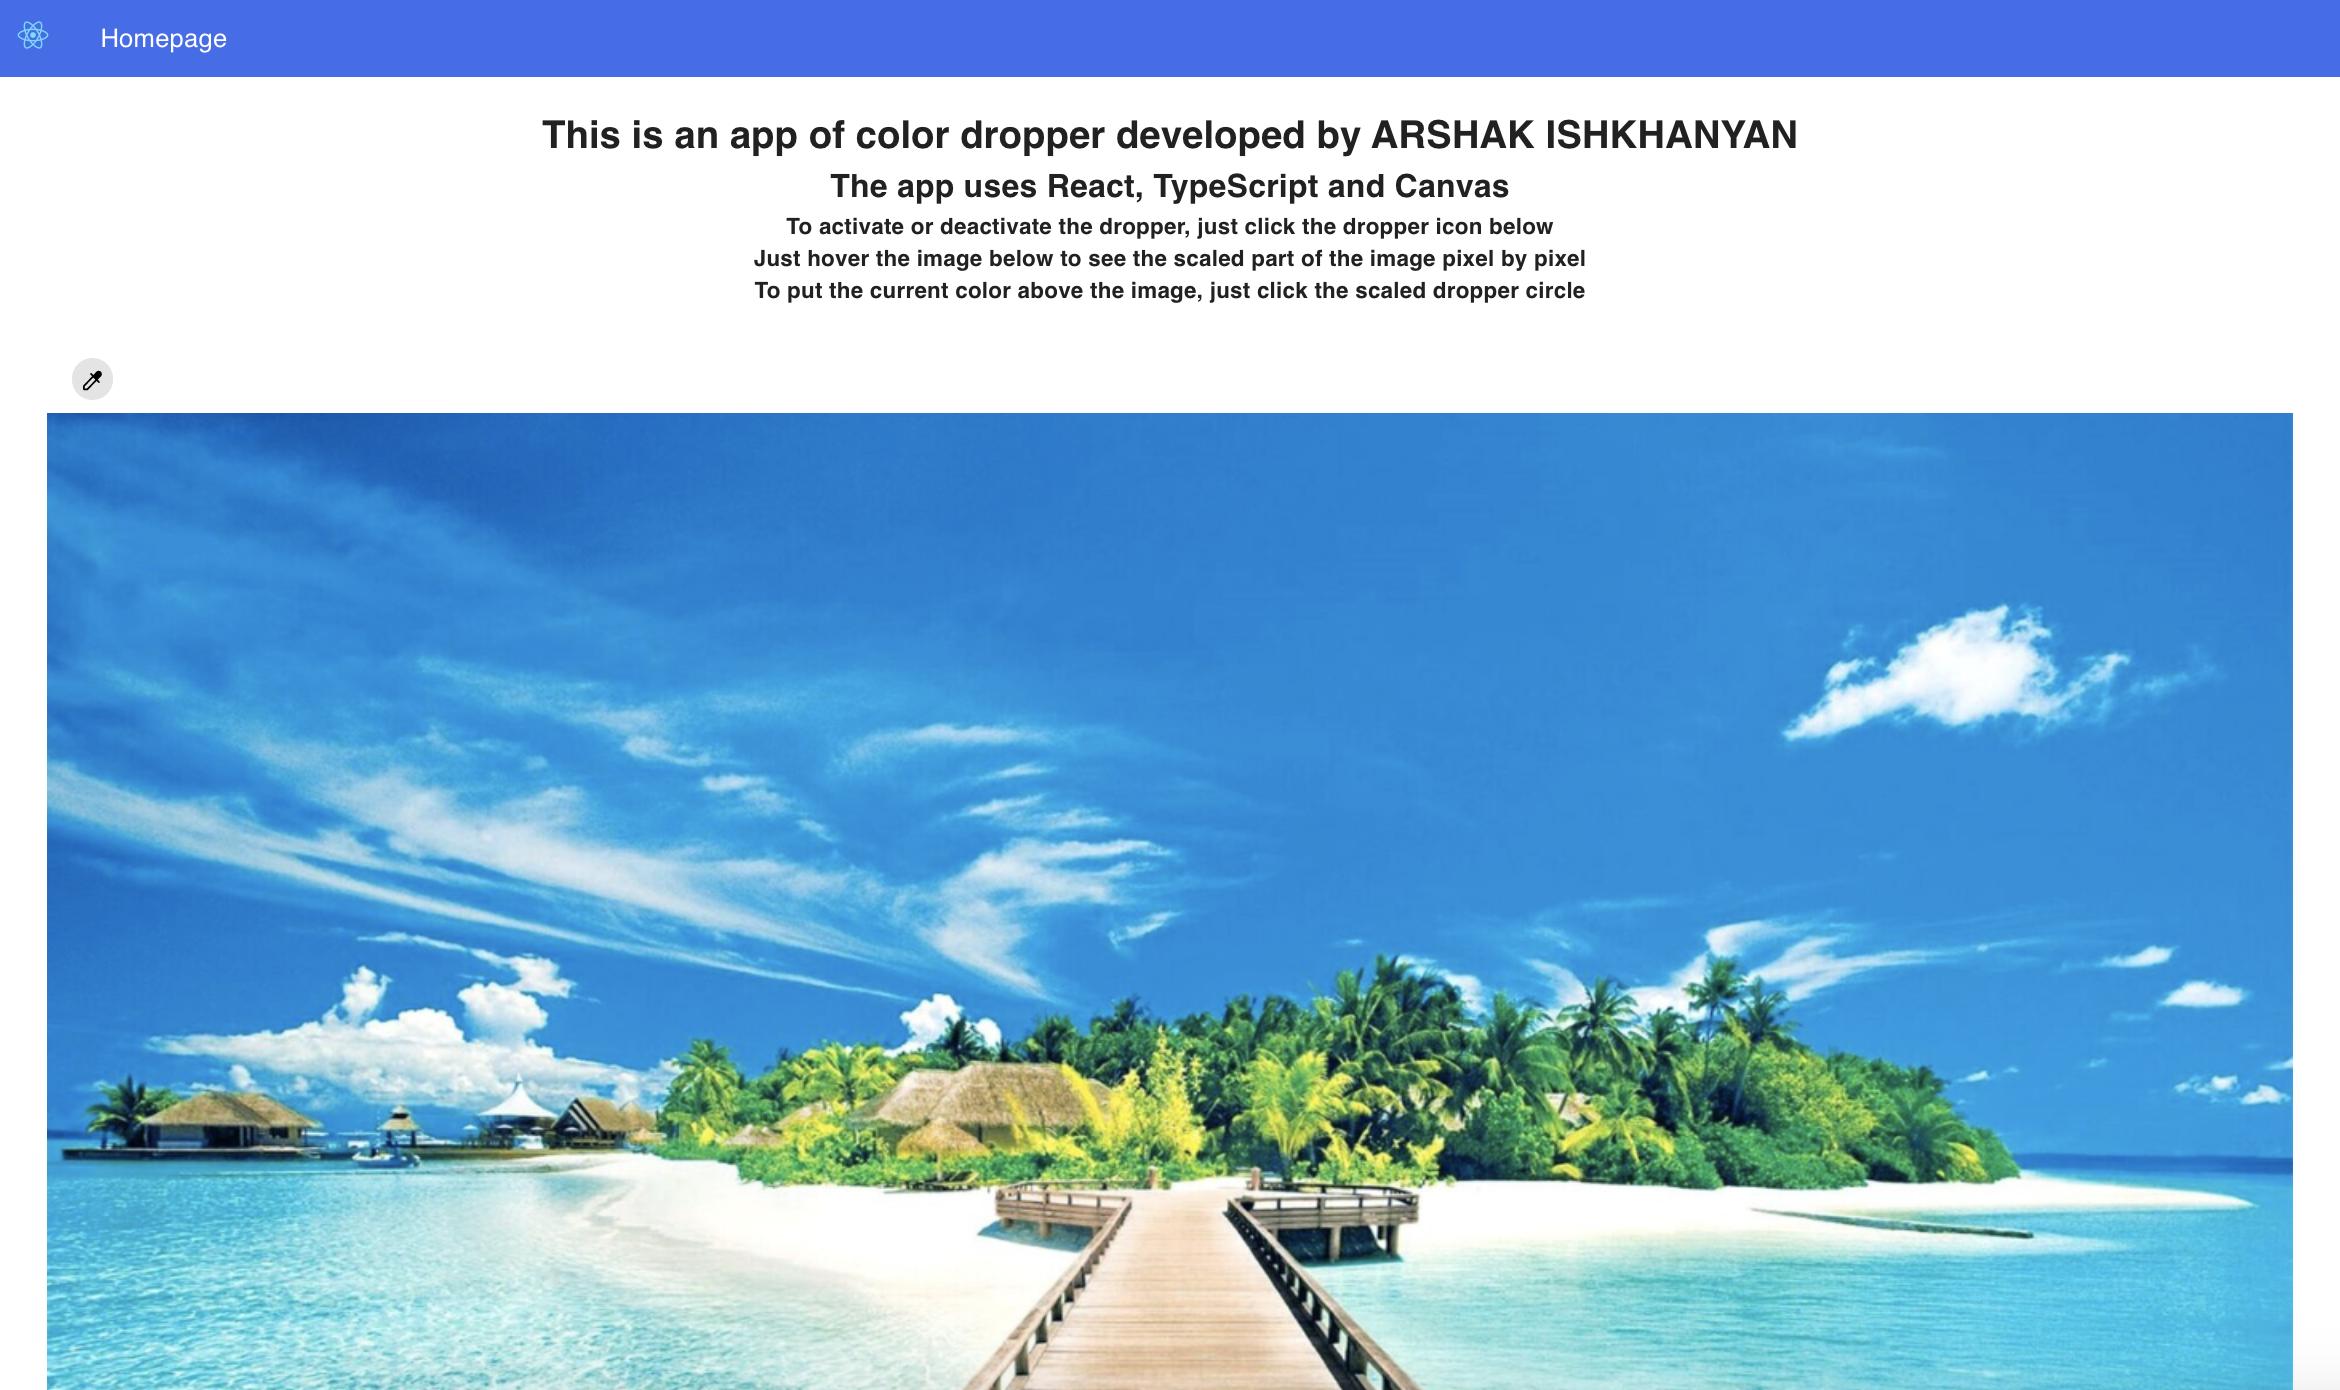 Homepage
This is an app of color dropper developed by ARSHAK ISHKHANYAN
The app uses React, TypeScript and Canvas
To activate or deactivate the dropper, just click the dropper icon below
Just hover the image below to see the scaled part of the image pixel by pixel
To put the current color above the image, just click the scaled dropper circle